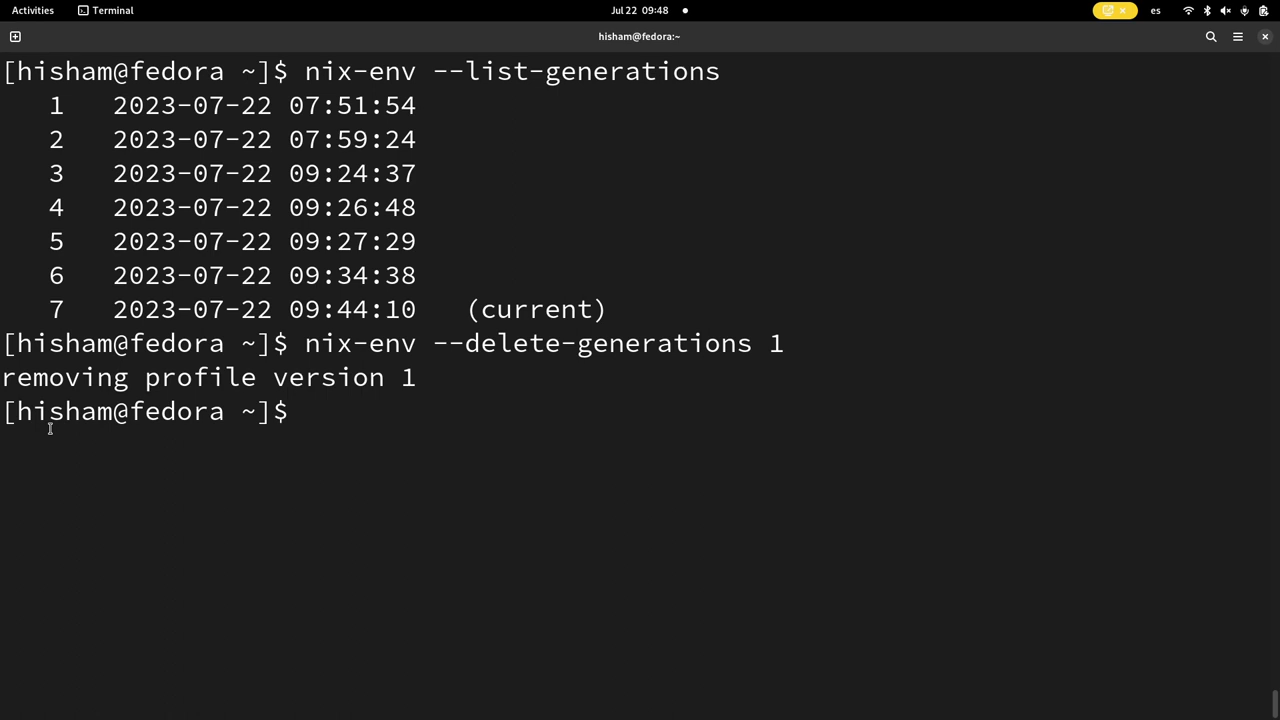 Activities Terminal Jul 22 09:48 es
hisham@fedora:~
[hisham@fedora ~]$ nix-env --list-generations
1 2023-07-22 07:51:54
2 2023-07-22 07:59:24
3 2023-07-22 09:24:37
4 2023-07-22 09:26:48
5 2023-07-22 09:27:29
6 2023-07-22 09:34:38
7 2023-07-22 09:44:10 (current)
[hisham@fedora ~]$ nix-env --delete-generations 1
removing profile version 1
[hisham@fedora ~]$